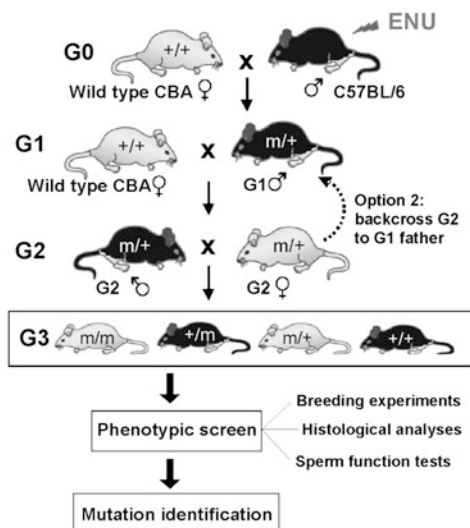 ENU
G0 +/+ X
Wild type CBA ♀ ♂ C57BL/6
G1 +/+ X m/+
Wild type CBA♀ G1♂
Option 2:
backcross G2
to G1 father
G2 m/+ X m/+
G2 ♂ G2 ♀
G3 m/m +/m m/+ +/+
Breeding experiments
Phenotypic screen
Histological analyses
Sperm function tests
Mutation identification